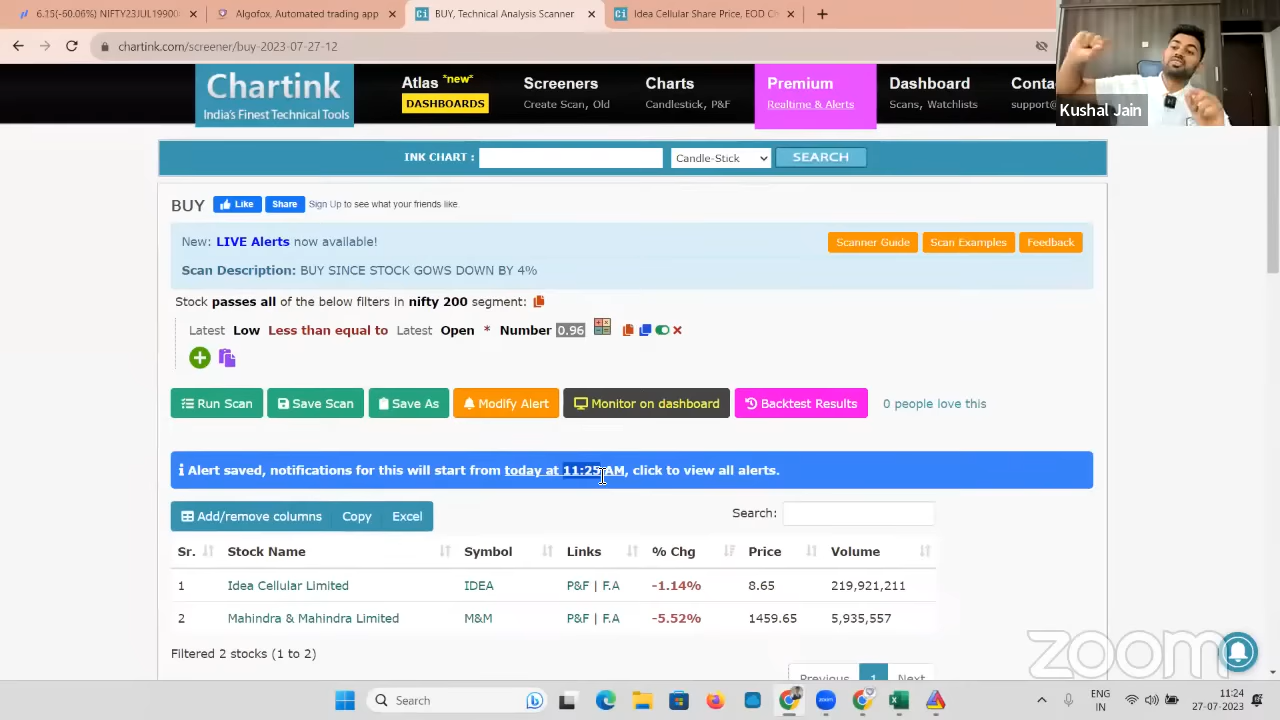 6.15(-60.06%) NIFTY23JUL19900
Algofox, Automated trading app
BUY, Technical Analysis Scanner
Idea Cellular Share Price, EOD Ch
chartink.com/screener/buy-2023-07-27-12
Chartink
India's Finest Technical Tools
Atlas *new*
DASHBOARDS
Screeners
Create Scan, Old
Charts
Candlestick, P&F
Premium
Realtime & Alerts
Dashboard
Scans, Watchlists
Conta
support@
Kushal Jain
INK CHART :
Candle-Stick
SEARCH
BUY Like Share Sign Up to see what your friends like.
New: LIVE Alerts now available!
Scanner Guide Scan Examples Feedback
Scan Description: BUY SINCE STOCK GOWS DOWN BY 4%
Stock passes all of the below filters in nifty 200 segment:
Latest Low Less than equal to Latest Open * Number 0.96
Run Scan Save Scan Save As Modify Alert Monitor on dashboard Backtest Results 0 people love this
Alert saved, notifications for this will start from today at 11:25 AM, click to view all alerts.
Add/remove columns Copy Excel
Search:
Sr. Stock Name Symbol Links % Chg Price Volume
1 Idea Cellular Limited IDEA P&F | F.A -1.14% 8.65 219,921,211
2 Mahindra & Mahindra Limited M&M P&F | F.A -5.52% 1459.65 5,935,557
Filtered 2 stocks (1 to 2)
Previous 1 Next
zoom
Search
ENG
IN
11:24
27-07-2023